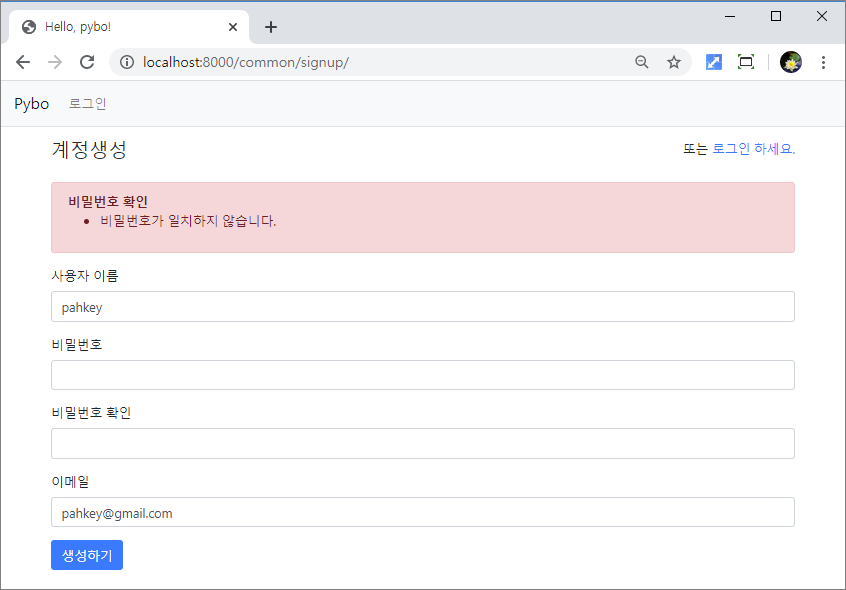 Hello, pybo!
localhost:8000/common/signup/
Pybo 로그인
계정생성 또는 로그인 하세요.
비밀번호 확인
비밀번호가 일치하지 않습니다.
사용자 이름
pahkey
비밀번호
비밀번호 확인
이메일
pahkey@gmail.com
생성하기